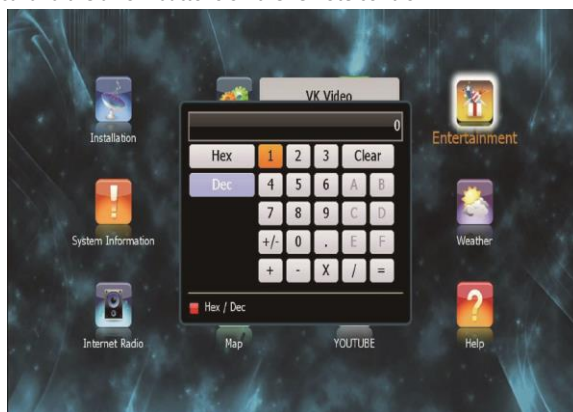 VK Video
0
Installation
Entertainment
Hex 1 2 3 Clear
Dec 4 5 6 A B
7 8 9 C D
System Information
+/- 0 . E F
Weather
+ - X / =
Hex / Dec
Internet Radio
Map
YOUTUBE
Help